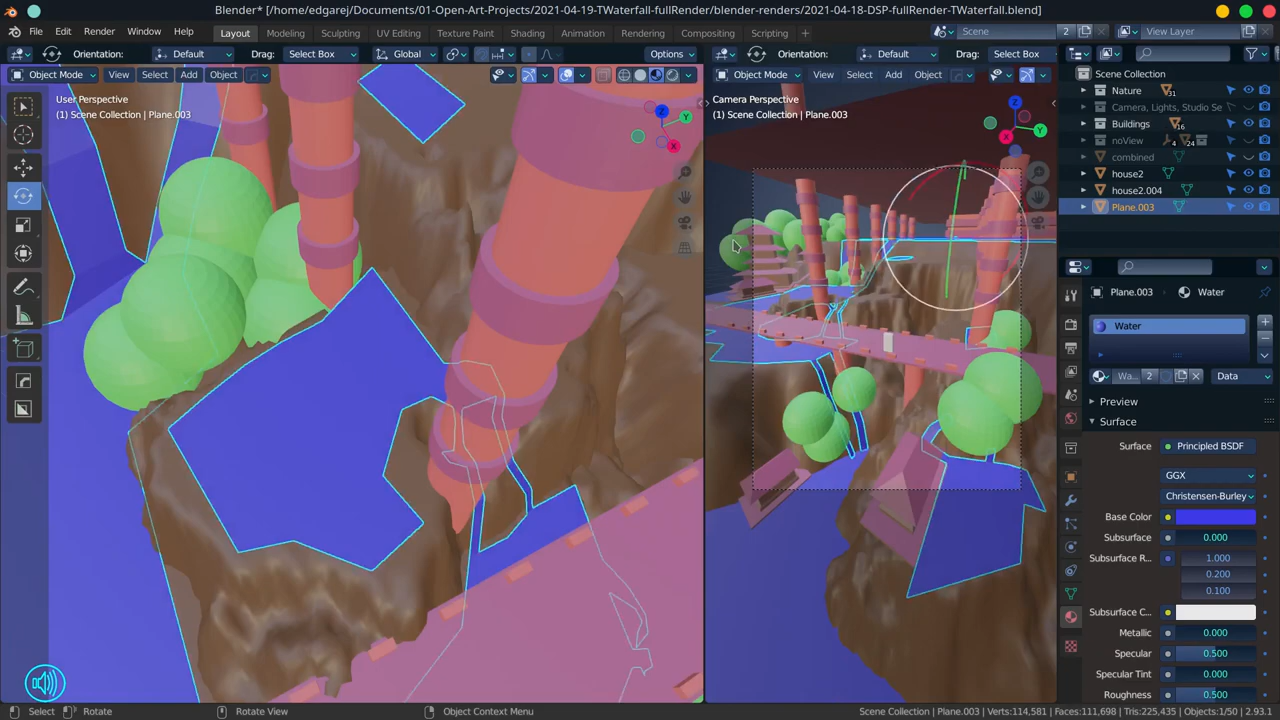 Blender* [/home/edgarej/Documents/01-Open-Art-Projects/2021-04-19-TWaterfall-fullRender/blender-renders/2021-04-18-DSP-fullRender-TWaterfall.blend]
File Edit Render Window Help Layout Modeling Sculpting UV Editing Texture Paint Shading Animation Rendering Compositing Scripting Scene 2 View Layer
Orientation: Default Drag: Select Box Global Options Orientation: Default Drag: Select Box
Object Mode View Select Add Object Object Mode View Select Add Object
User Perspective
(1) Scene Collection | Plane.003
Camera Perspective
(1) Scene Collection | Plane.003
Z
Y
X
Z
Y
X
Scene Collection
Nature 31
Camera, Lights, Studio Se
Buildings 16
noView 4 24
combined
house2
house2.004
Plane.003
Plane.003 Water
Water
Wa... 2 Data
Preview
Surface
Surface Principled BSDF
GGX
Christensen-Burley
Base Color
Subsurface 0.000
Subsurface R... 1.000
0.200
0.100
Subsurface C...
Metallic 0.000
Specular 0.500
Specular Tint 0.000
Roughness 0.500
Select Rotate Rotate View Object Context Menu Scene Collection | Plane.003 | Verts:114,581 | Faces:111,698 | Tris:225,435 | Objects:1/50 | 2.93.1